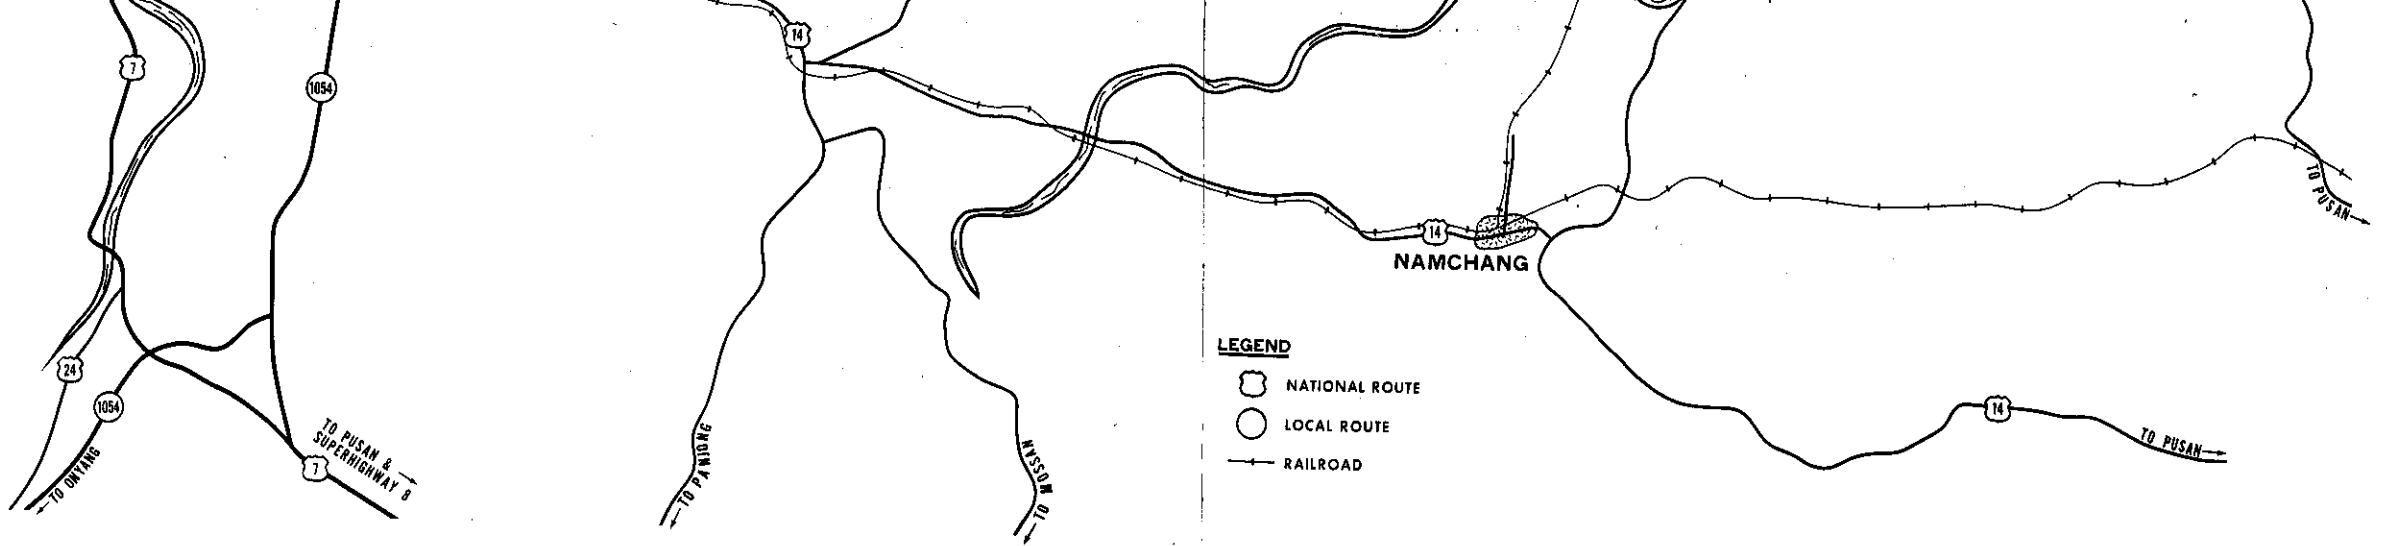 14
7
1054
TO PUSAN
14
NAMCHANG
LEGEND
NATIONAL ROUTE
LOCAL ROUTE
RAILROAD
24
1054
TO ONYANG
TO PUSAN &
SUPERHIGHWAY 8
7
TO PANJONG
TO MOSSAN
14
TO PUSAN